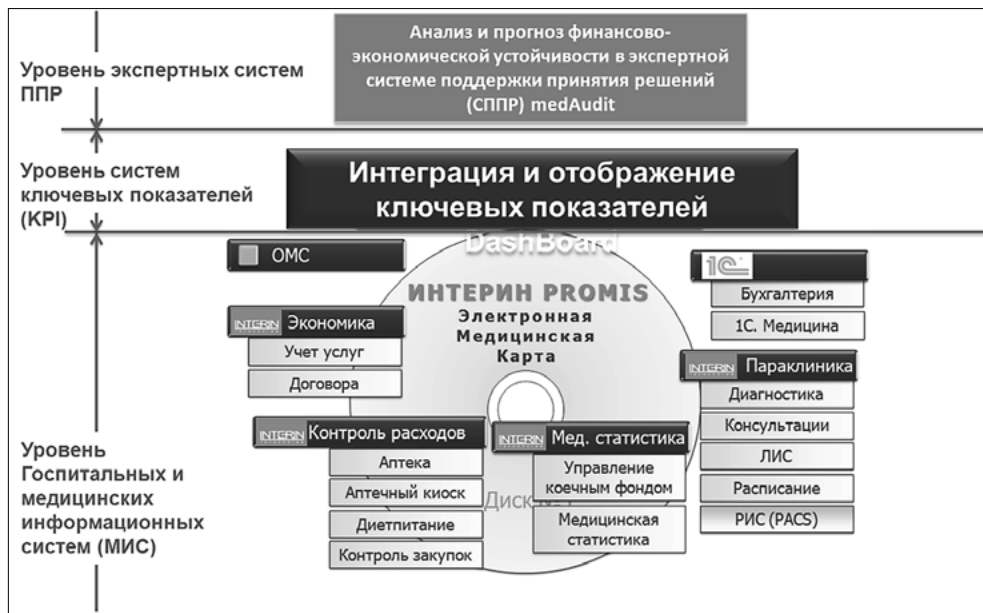 Уровень экспертных систем
ППР
Анализ и прогноз финансово-
экономической устойчивости в экспертной
системе поддержки принятия решений
(СППР) medAudit
Уровень систем
ключевых показателей
(KPI)
Интеграция и отображение
ключевых показателей
DashBoard
Уровень
Госпитальных и
медицинских
информационных
систем (МИС)
ОМС
ИНТЕРИН PROMIS
Электронная
Медицинская
Карта
INTERIN Экономика
Учет услуг
Договора
INTERIN Контроль расходов
Аптека
Аптечный киоск
Диетпитание
Контроль закупок
INTERIN Мед. статистика
Управление
коечным фондом
Медицинская
статистика
Диск
1С
Бухгалтерия
1С. Медицина
INTERIN Параклиника
Диагностика
Консультации
ЛИС
Расписание
РИС (PACS)